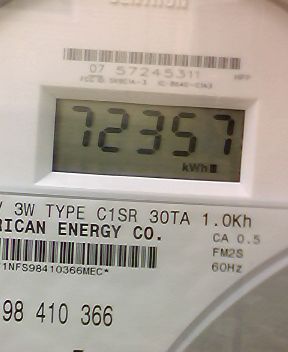 07 57245311
72357
kWh
V 3W TYPE C1SR 30TA 1.0Kh
RICAN ENERGY CO. CA 0.5
FM2S
1NFS98410366MEC* 60Hz
98 410 366